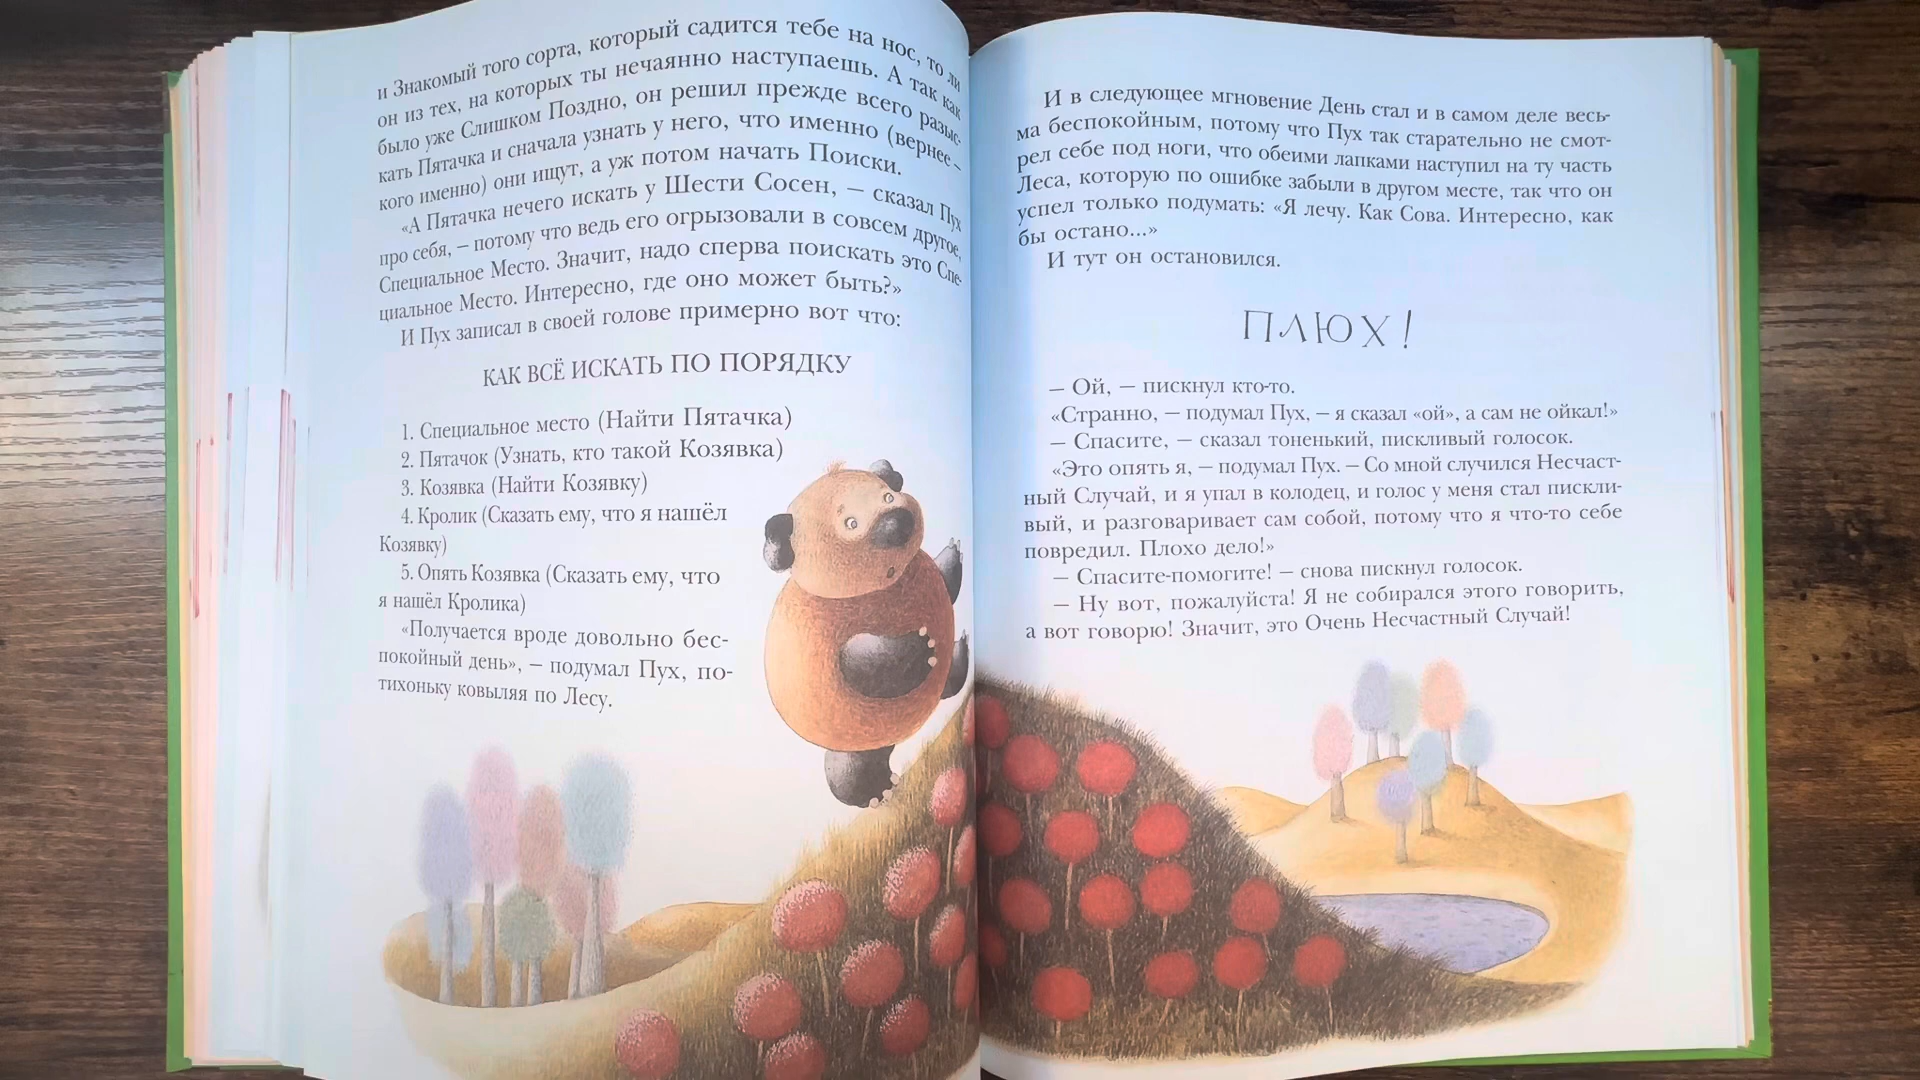 и Знакомый того сорта, который садится тебе на нос, то ли
он из тех, на которых ты нечаянно наступаешь. А так как
было уже Слишком Поздно, он решил прежде всего разыс-
кать Пятачка и сначала узнать у него, что именно (вернее –
кого именно) они ищут, а уж потом начать Поиски.
«А Пятачка нечего искать у Шести Сосен, – сказал Пух
про себя, – потому что ведь его огрызовали в совсем другое,
Специальное Место. Значит, надо сперва поискать это Спе-
циальное Место. Интересно, где оно может быть?»
И Пух записал в своей голове примерно вот что:
КАК ВСЁ ИСКАТЬ ПО ПОРЯДКУ
1. Специальное место (Найти Пятачка)
2. Пятачок (Узнать, кто такой Козявка)
3. Козявка (Найти Козявку)
4. Кролик (Сказать ему, что я нашёл
Козявку)
5. Опять Козявка (Сказать ему, что
я нашёл Кролика)
«Получается вроде довольно бес-
покойный день», – подумал Пух, по-
тихоньку ковыляя по Лесу.
И в следующее мгновение День стал и в самом деле весь-
ма беспокойным, потому что Пух так старательно не смот-
рел себе под ноги, что обеими лапками наступил на ту часть
Леса, которую по ошибке забыли в другом месте, так что он
успел только подумать: «Я лечу. Как Сова. Интересно, как
бы остано...»
И тут он остановился.
ПЛЮХ!
– Ой, – пискнул кто-то.
«Странно, – подумал Пух, – я сказал «ой», а сам не ойкал!»
– Спасите, – сказал тоненький, пискливый голосок.
«Это опять я, – подумал Пух. – Со мной случился Несчаст-
ный Случай, и я упал в колодец, и голос у меня стал пискли-
вый, и разговаривает сам собой, потому что я что-то себе
повредил. Плохо дело!»
– Спасите-помогите! – снова пискнул голосок.
– Ну вот, пожалуйста! Я не собирался этого говорить,
а вот говорю! Значит, это Очень Несчастный Случай!